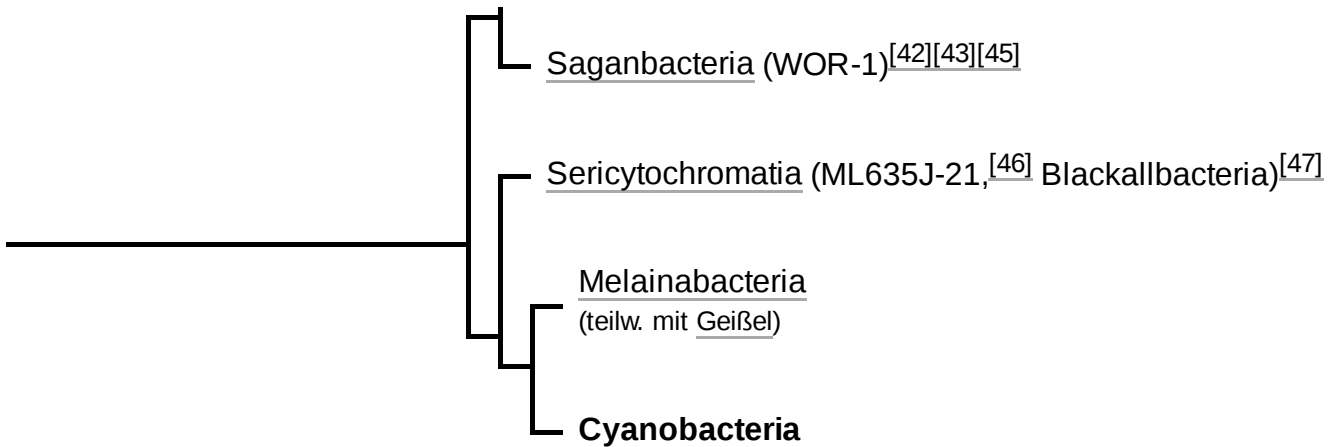 Saganbacteria (WOR-1)[42][43][45]
Sericytochromatia (ML635J-21,[46] Blackallbacteria)[47]
Melainabacteria
(teilw. mit Geißel)
Cyanobacteria